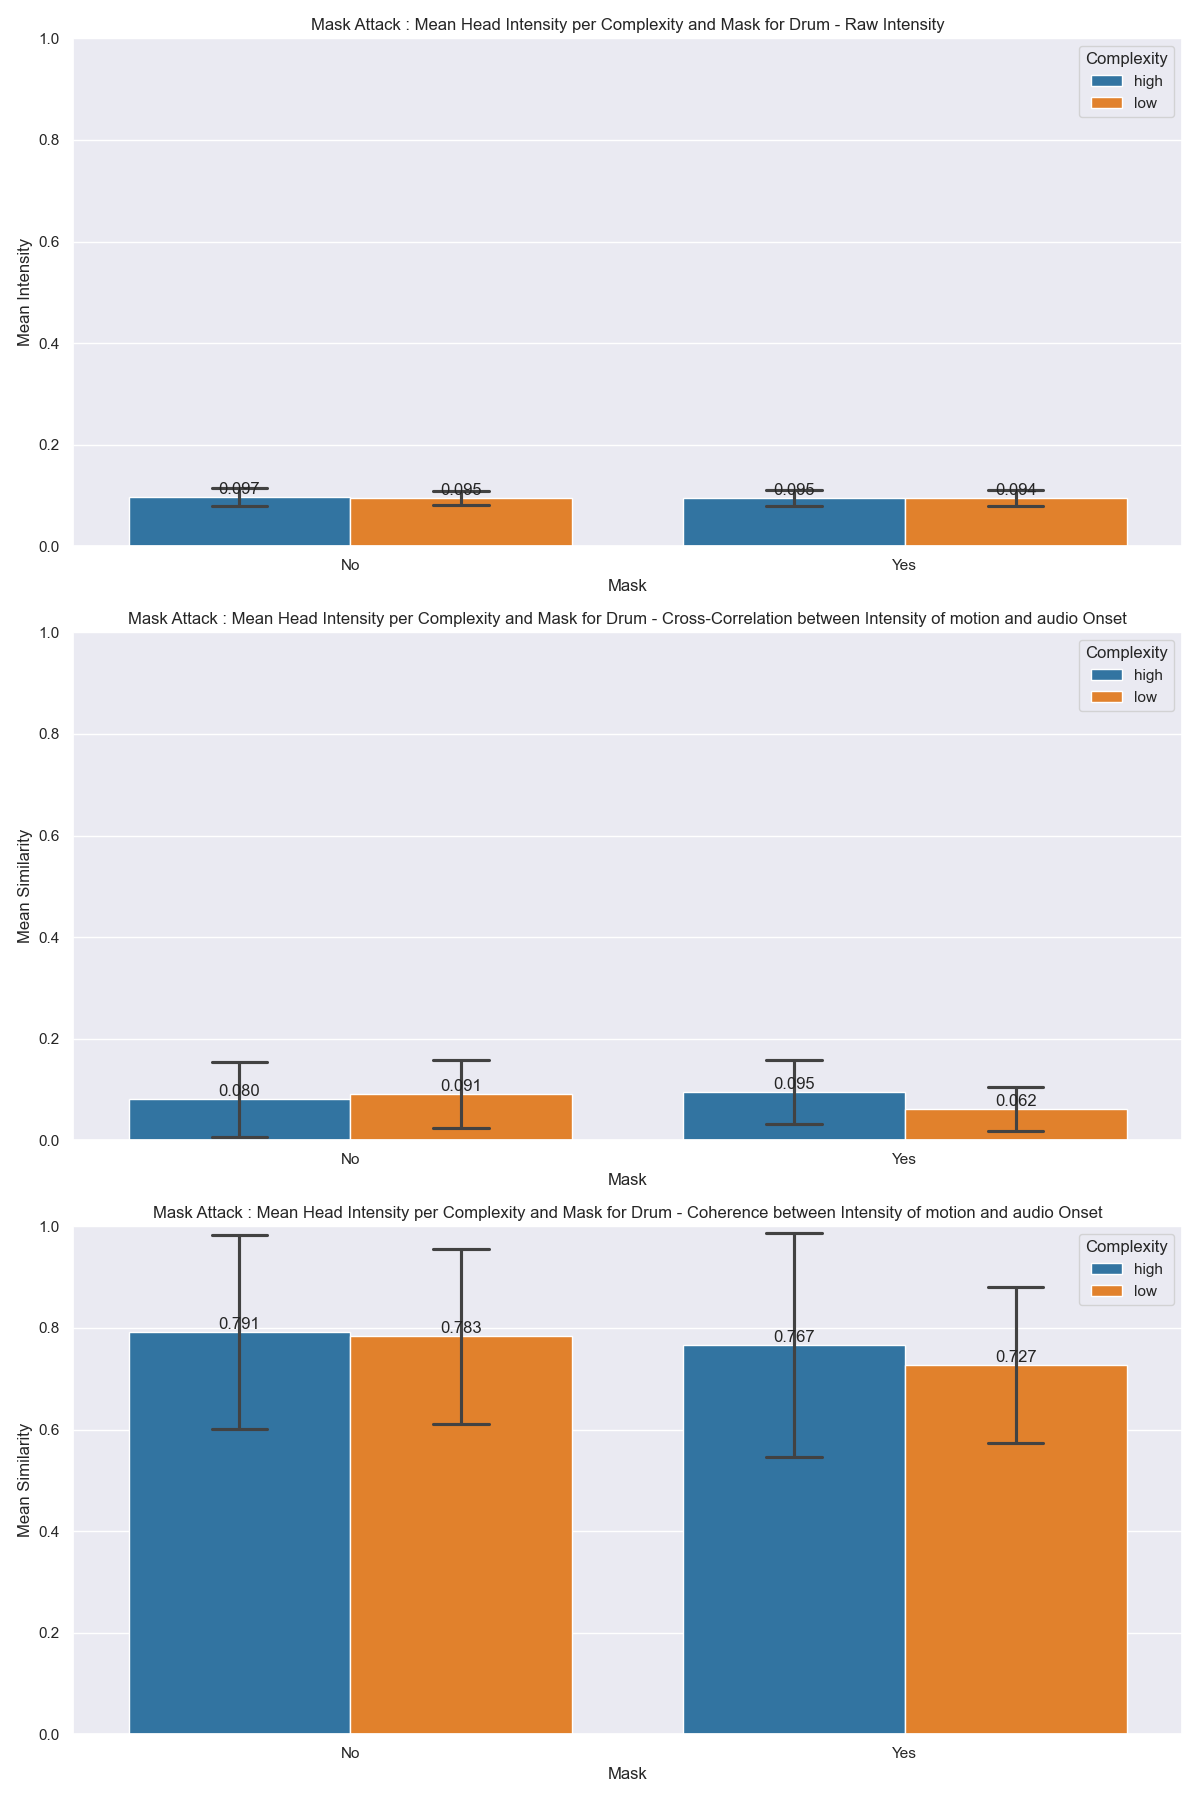 Mask Attack : Mean Head Intensity per Complexity and Mask for Drum - Raw Intensity
1.0
Complexity
high
low
0.8
0.6
Mean Intensity
0.4
0.2
0.097
0.095
0.095
0.094
0.0
No
Yes
Mask
Mask Attack : Mean Head Intensity per Complexity and Mask for Drum - Cross-Correlation between Intensity of motion and audio Onset
1.0
Complexity
high
low
0.8
0.6
Mean Similarity
0.4
0.2
0.080
0.091
0.095
0.062
0.0
No
Yes
Mask
Mask Attack : Mean Head Intensity per Complexity and Mask for Drum - Coherence between Intensity of motion and audio Onset
1.0
Complexity
high
low
0.791
0.783
0.767
0.727
0.8
0.6
Mean Similarity
0.4
0.2
0.0
No
Yes
Mask